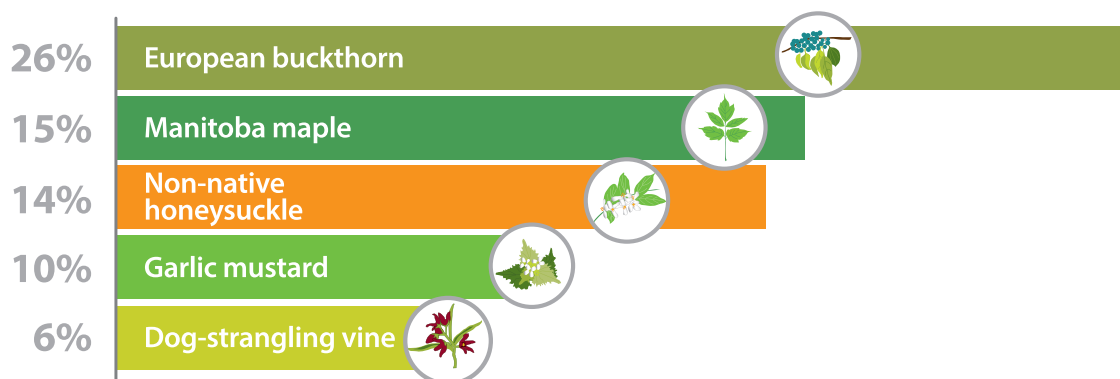 26% European buckthorn
15% Manitoba maple
14% Non-native
honeysuckle
10% Garlic mustard
6% Dog-strangling vine